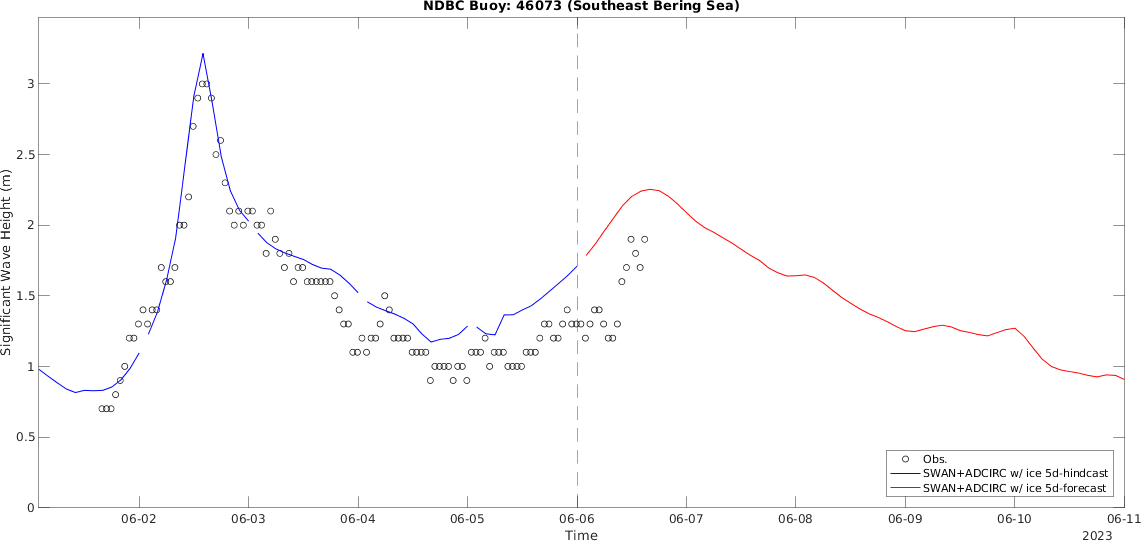 NDBC Buoy: 46073 (Southeast Bering Sea)
Significant Wave Height (m)
3
2.5
2
1.5
1
0.5
0
Obs.
SWAN+ADCIRC w/ ice 5d-hindcast
SWAN+ADCIRC w/ ice 5d-forecast
06-02 06-03 06-04 06-05 06-06 06-07 06-08 06-09 06-10 06-11
Time
2023